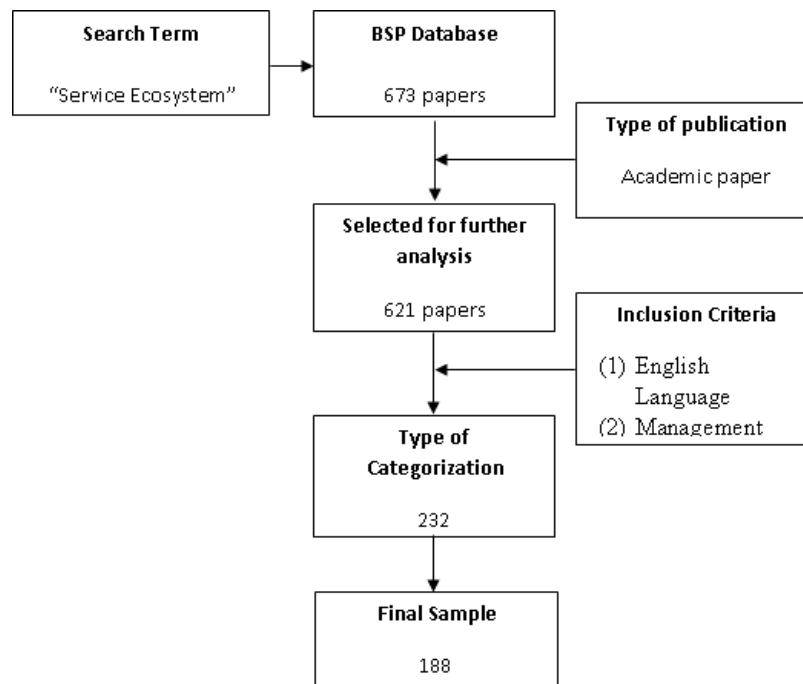 Search Term
“Service Ecosystem”
BSP Database
673 papers
Type of publication
Academic paper
Selected for further
analysis
621 papers
Inclusion Criteria
(1) English
Language
(2) Management
Type of
Categorization
232
Final Sample
188